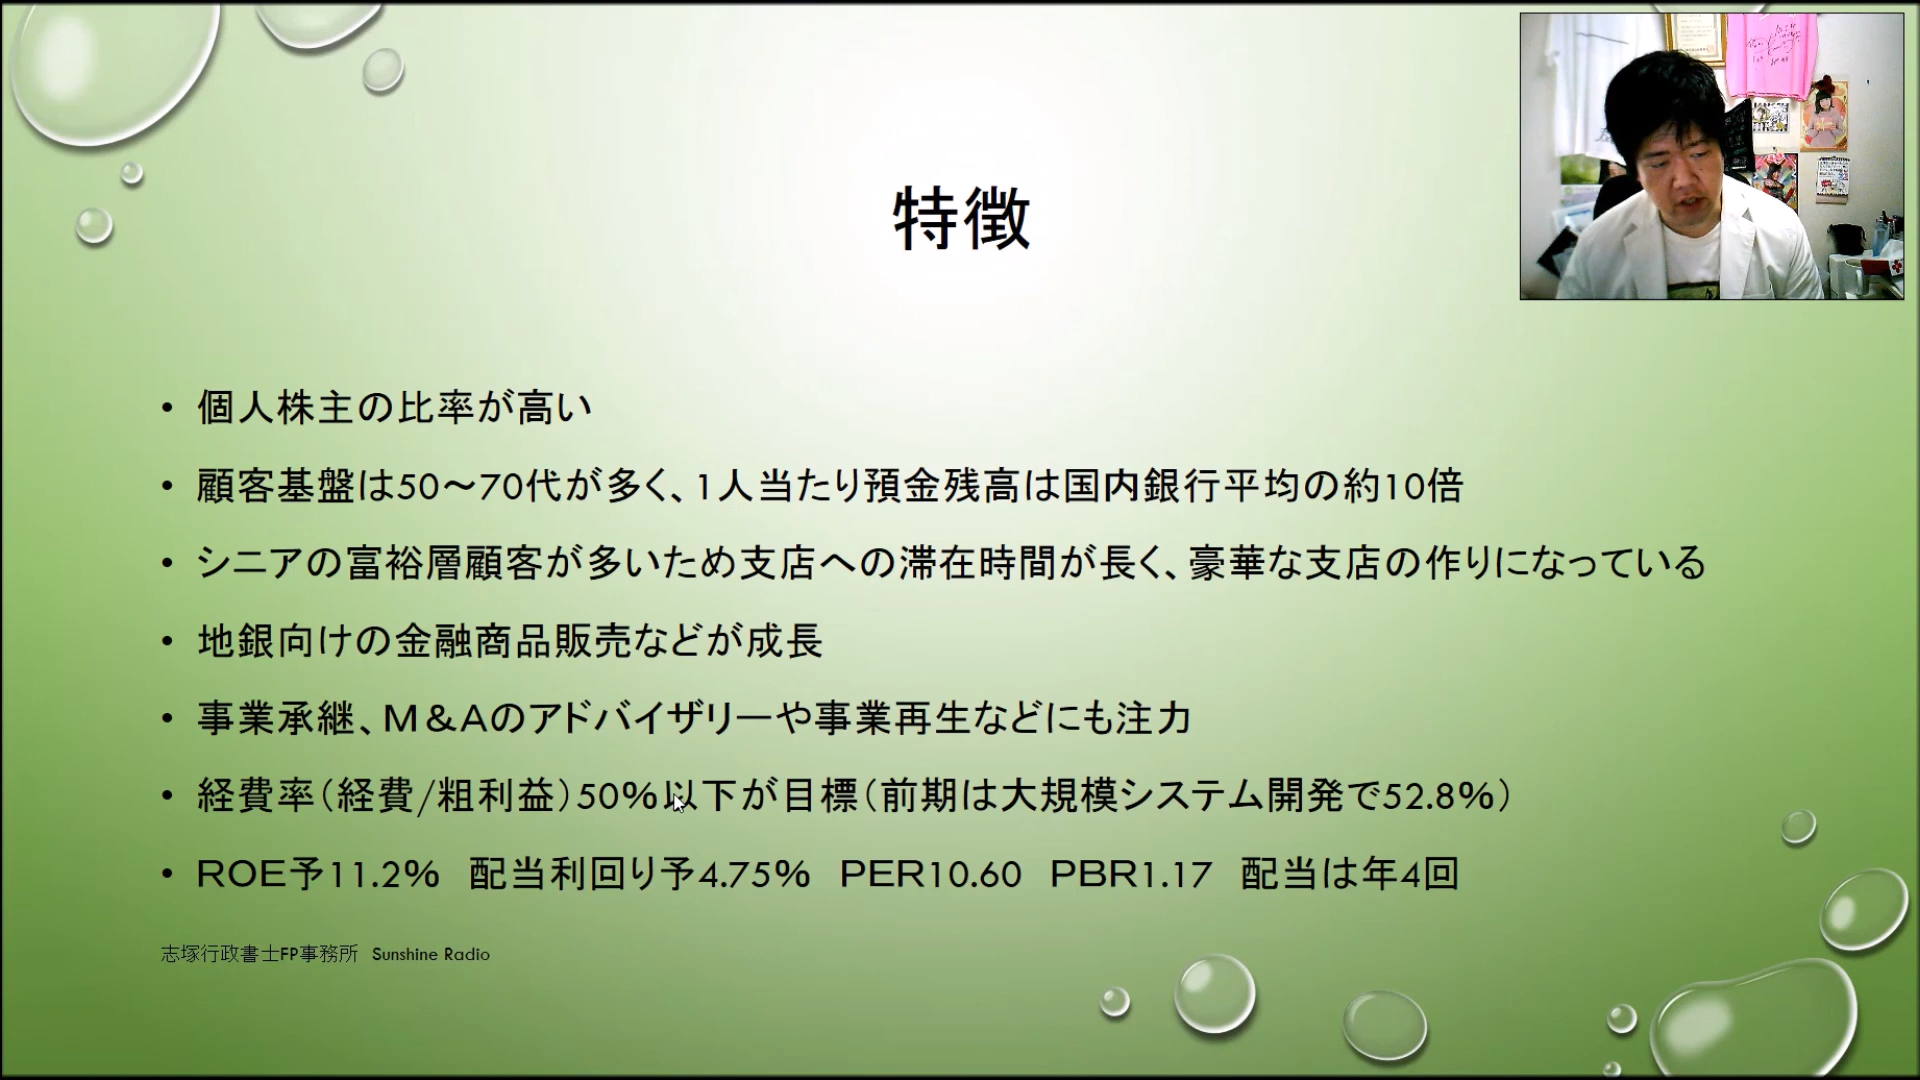 特徴
• 個人株主の比率が高い
• 顧客基盤は50～70代が多く、1人当たり預金残高は国内銀行平均の約10倍
• シニアの富裕層顧客が多いため支店への滞在時間が長く、豪華な支店の作りになっている
• 地銀向けの金融商品販売などが成長
• 事業承継、M＆Aのアドバイザリーや事業再生などにも注力
• 経費率（経費/粗利益）50%以下が目標（前期は大規模システム開発で52.8%）
• ROE予11.2%　配当利回り予4.75%　PER10.60　PBR1.17　配当は年4回
志塚行政書士FP事務所　Sunshine Radio